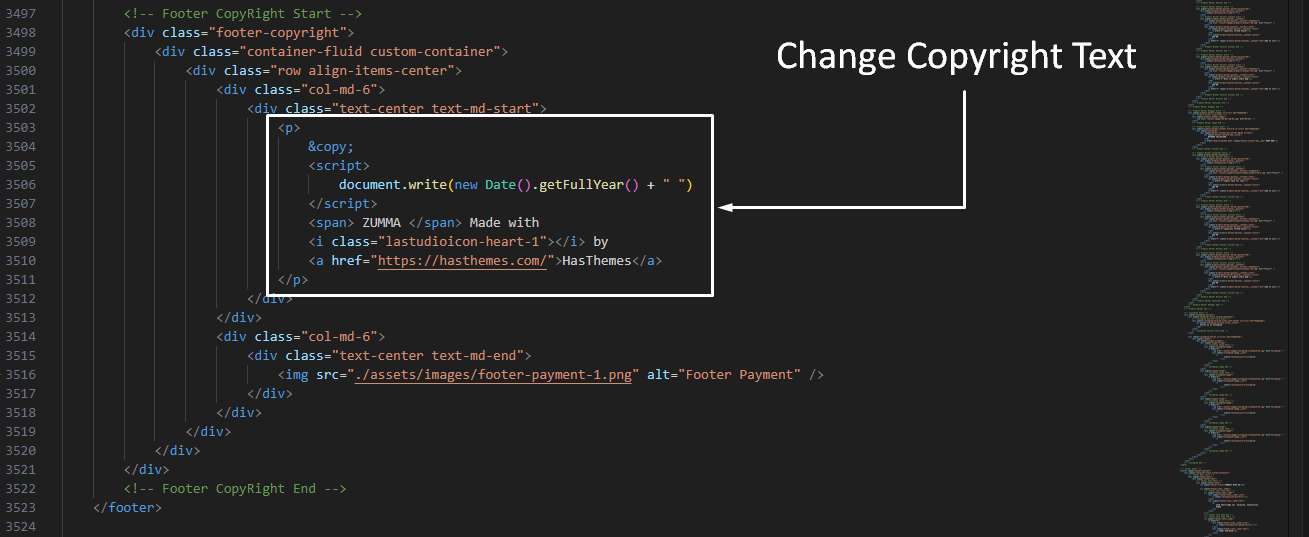 3497 <!-- Footer CopyRight Start -->
3498 <div class="footer-copyright">
Change Copyright Text
3499 <div class="container-fluid custom-container">
3500 <div class="row align-items-center">
3501 <div class="col-md-6">
3502 <div class="text-center text-md-start">
3503 <p>
3504 &copy;
3505 <script>
3506 document.write(new Date().getFullYear() + " ")
3507 </script>
3508 <span> ZUMMA </span> Made with
3509 <i class="lastudioicon-heart-1"></i> by
3510 <a href="https://hasthemes.com/">HasThemes</a>
3511 </p>
3512 </div>
3513 </div>
3514 <div class="col-md-6">
3515 <div class="text-center text-md-end">
3516 <img src="./assets/images/footer-payment-1.png" alt="Footer Payment" />
3517 </div>
3518 </div>
3519 </div>
3520 </div>
3521 </div>
3522 <!-- Footer CopyRight End -->
3523 </footer>
3524